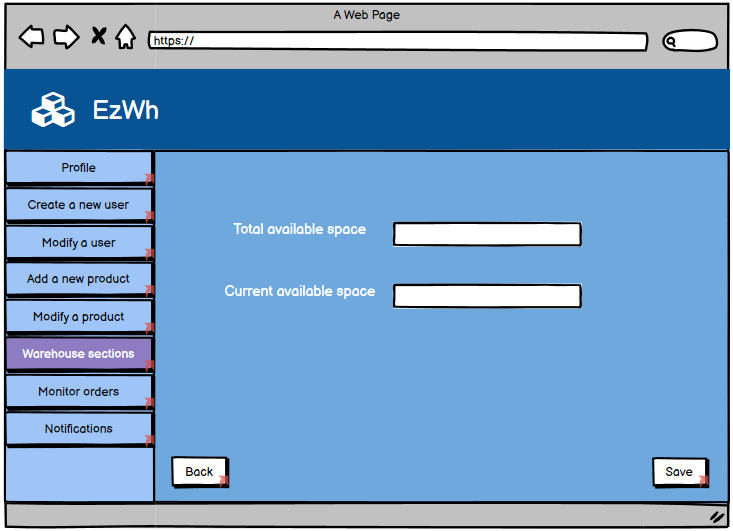 A Web Page
https://
EzWh
Profile
Create a new user
Modify a user
Add a new product
Modify a product
Warehouse sections
Monitor orders
Notifications
Total available space
Current available space
Back
Save